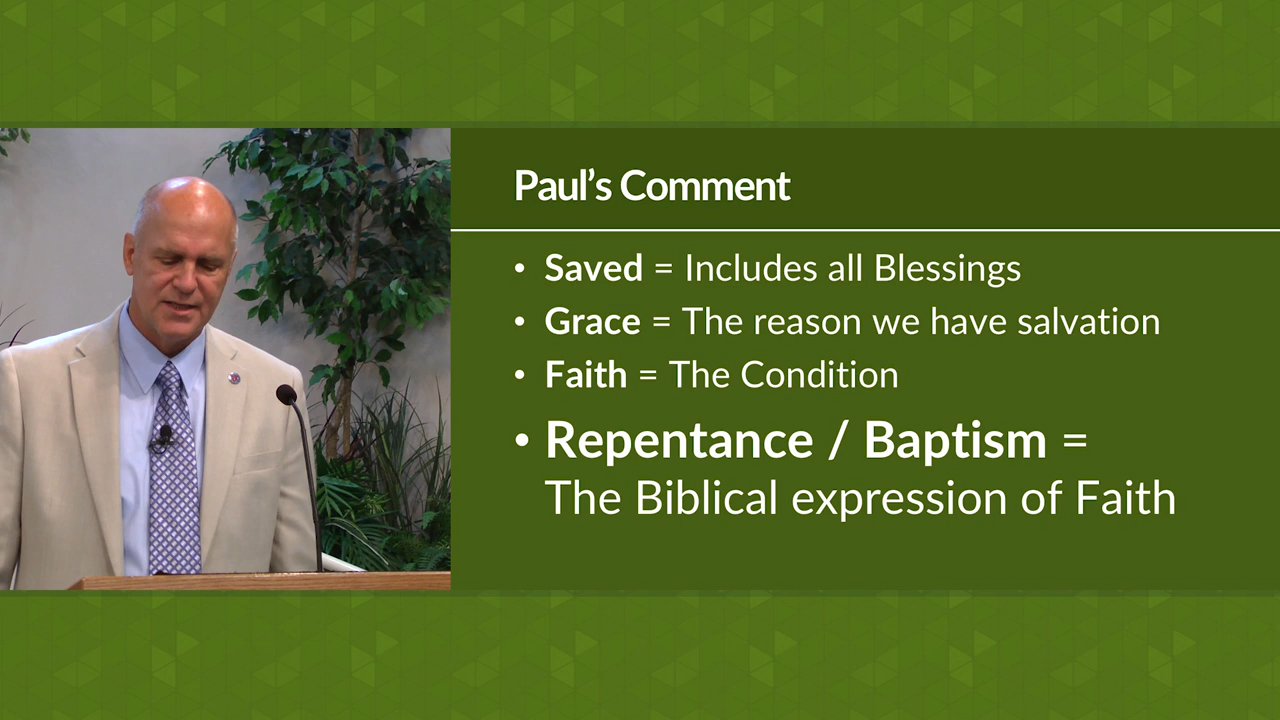 Paul’s Comment
• Saved = Includes all Blessings
• Grace = The reason we have salvation
• Faith = The Condition
• Repentance / Baptism =
The Biblical expression of Faith